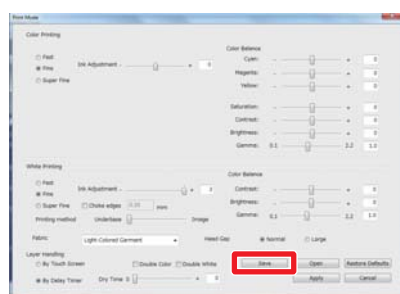 Print Mode
Color Printing
Fast
Fine
Super Fine
Ink Adjustment - + 0
Color Balance
Cyan: - + 0
Magenta: - + 0
Yellow: - + 0
Saturation: - + 0
Contrast: - + 0
Brightness: - + 0
Gamma: 0.1 2.2 1.0
White Printing
Fast
Fine
Super Fine
Ink Adjustment - +
Choke edges 0.25 mm
Printing method Underbase Image
Color Balance
Contrast: - + 0
Brightness: - + 0
Gamma: 0.1 2.2 1.0
Fabric: Light-Colored Garment
Head Gap: Normal Large
Layer Handling
By Touch Screen
Double Color Double White
By Delay Timer Dry Time 0 + 0
Save Open Restore Defaults
Apply Cancel